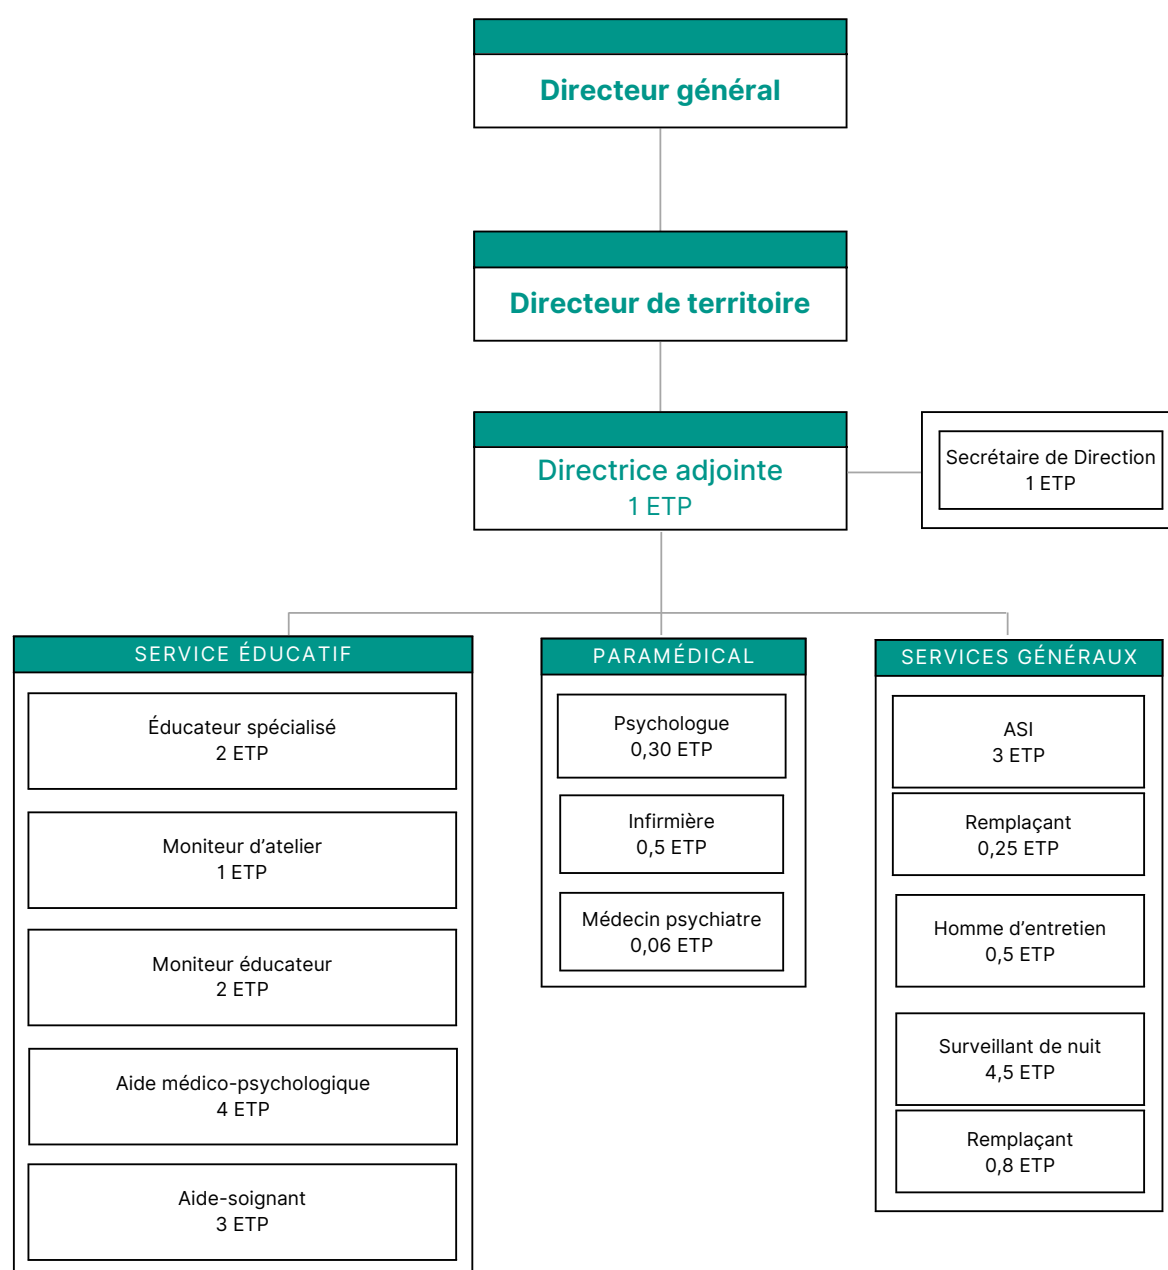 Directeur général
Directeur de territoire
Directrice adjointe
1 ETP
Secrétaire de Direction
1 ETP
SERVICE ÉDUCATIF
Éducateur spécialisé
2 ETP
Moniteur d'atelier
1 ETP
Moniteur éducateur
2 ETP
Aide médico-psychologique
4 ETP
Aide-soignant
3 ETP
PARAMÉDICAL
Psychologue
0,30 ETP
Infirmière
0,5 ETP
Médecin psychiatre
0,06 ETP
SERVICES GÉNÉRAUX
ASI
3 ETP
Remplaçant
0,25 ETP
Homme d'entretien
0,5 ETP
Surveillant de nuit
4,5 ETP
Remplaçant
0,8 ETP